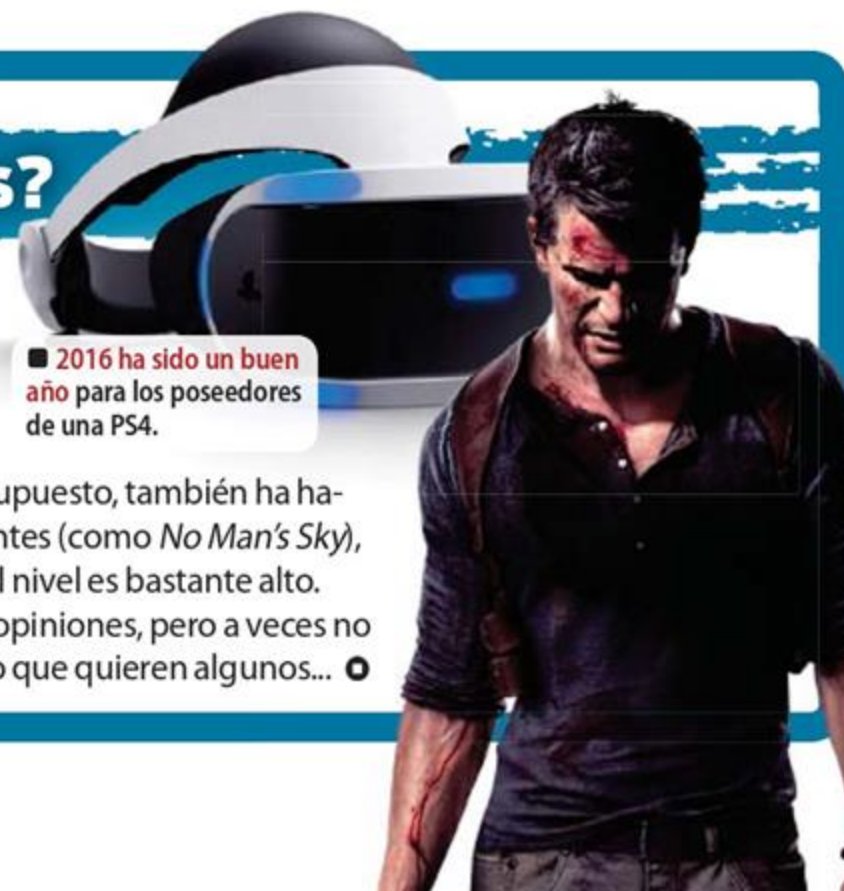 s?
■ 2016 ha sido un buen
año para los poseedores
de una PS4.
upuesto, también ha ha-
ntes (como No Man's Sky),
l nivel es bastante alto.
opiniones, pero a veces no
o que quieren algunos...